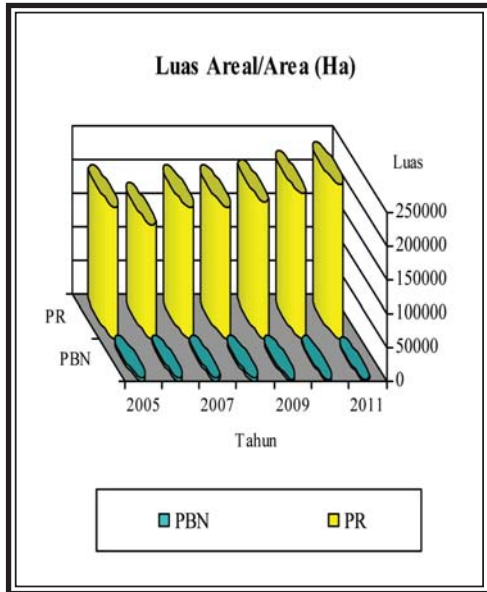 Luas Areal/Area (Ha)
Luas
250000
200000
150000
100000
50000
0
PR
PBN
2005 2007 2009 2011
Tahun
PBN PR